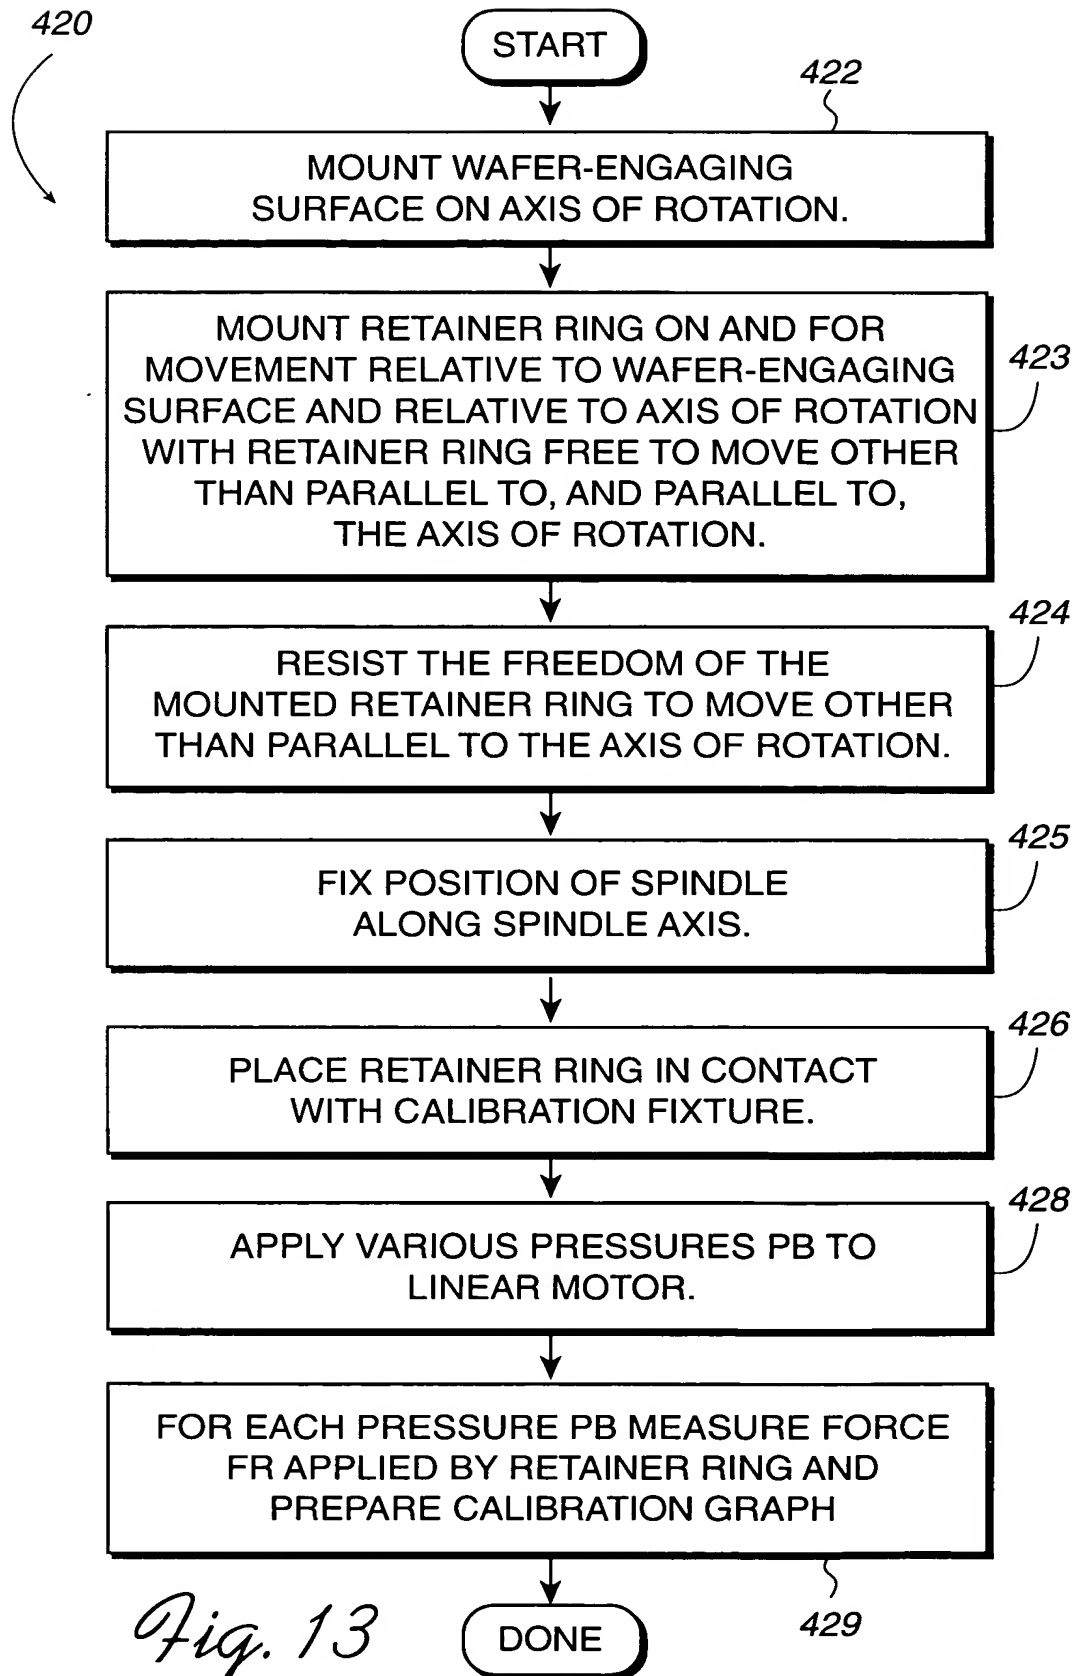 420
START
422
MOUNT WAFER-ENGAGING
SURFACE ON AXIS OF ROTATION.
MOUNT RETAINER RING ON AND FOR
MOVEMENT RELATIVE TO WAFER-ENGAGING
SURFACE AND RELATIVE TO AXIS OF ROTATION
WITH RETAINER RING FREE TO MOVE OTHER
THAN PARALLEL TO, AND PARALLEL TO,
THE AXIS OF ROTATION.
423
424
RESIST THE FREEDOM OF THE
MOUNTED RETAINER RING TO MOVE OTHER
THAN PARALLEL TO THE AXIS OF ROTATION.
425
FIX POSITION OF SPINDLE
ALONG SPINDLE AXIS.
426
PLACE RETAINER RING IN CONTACT
WITH CALIBRATION FIXTURE.
428
APPLY VARIOUS PRESSURES PB TO
LINEAR MOTOR.
FOR EACH PRESSURE PB MEASURE FORCE
FR APPLIED BY RETAINER RING AND
PREPARE CALIBRATION GRAPH
429
Fig. 13
DONE